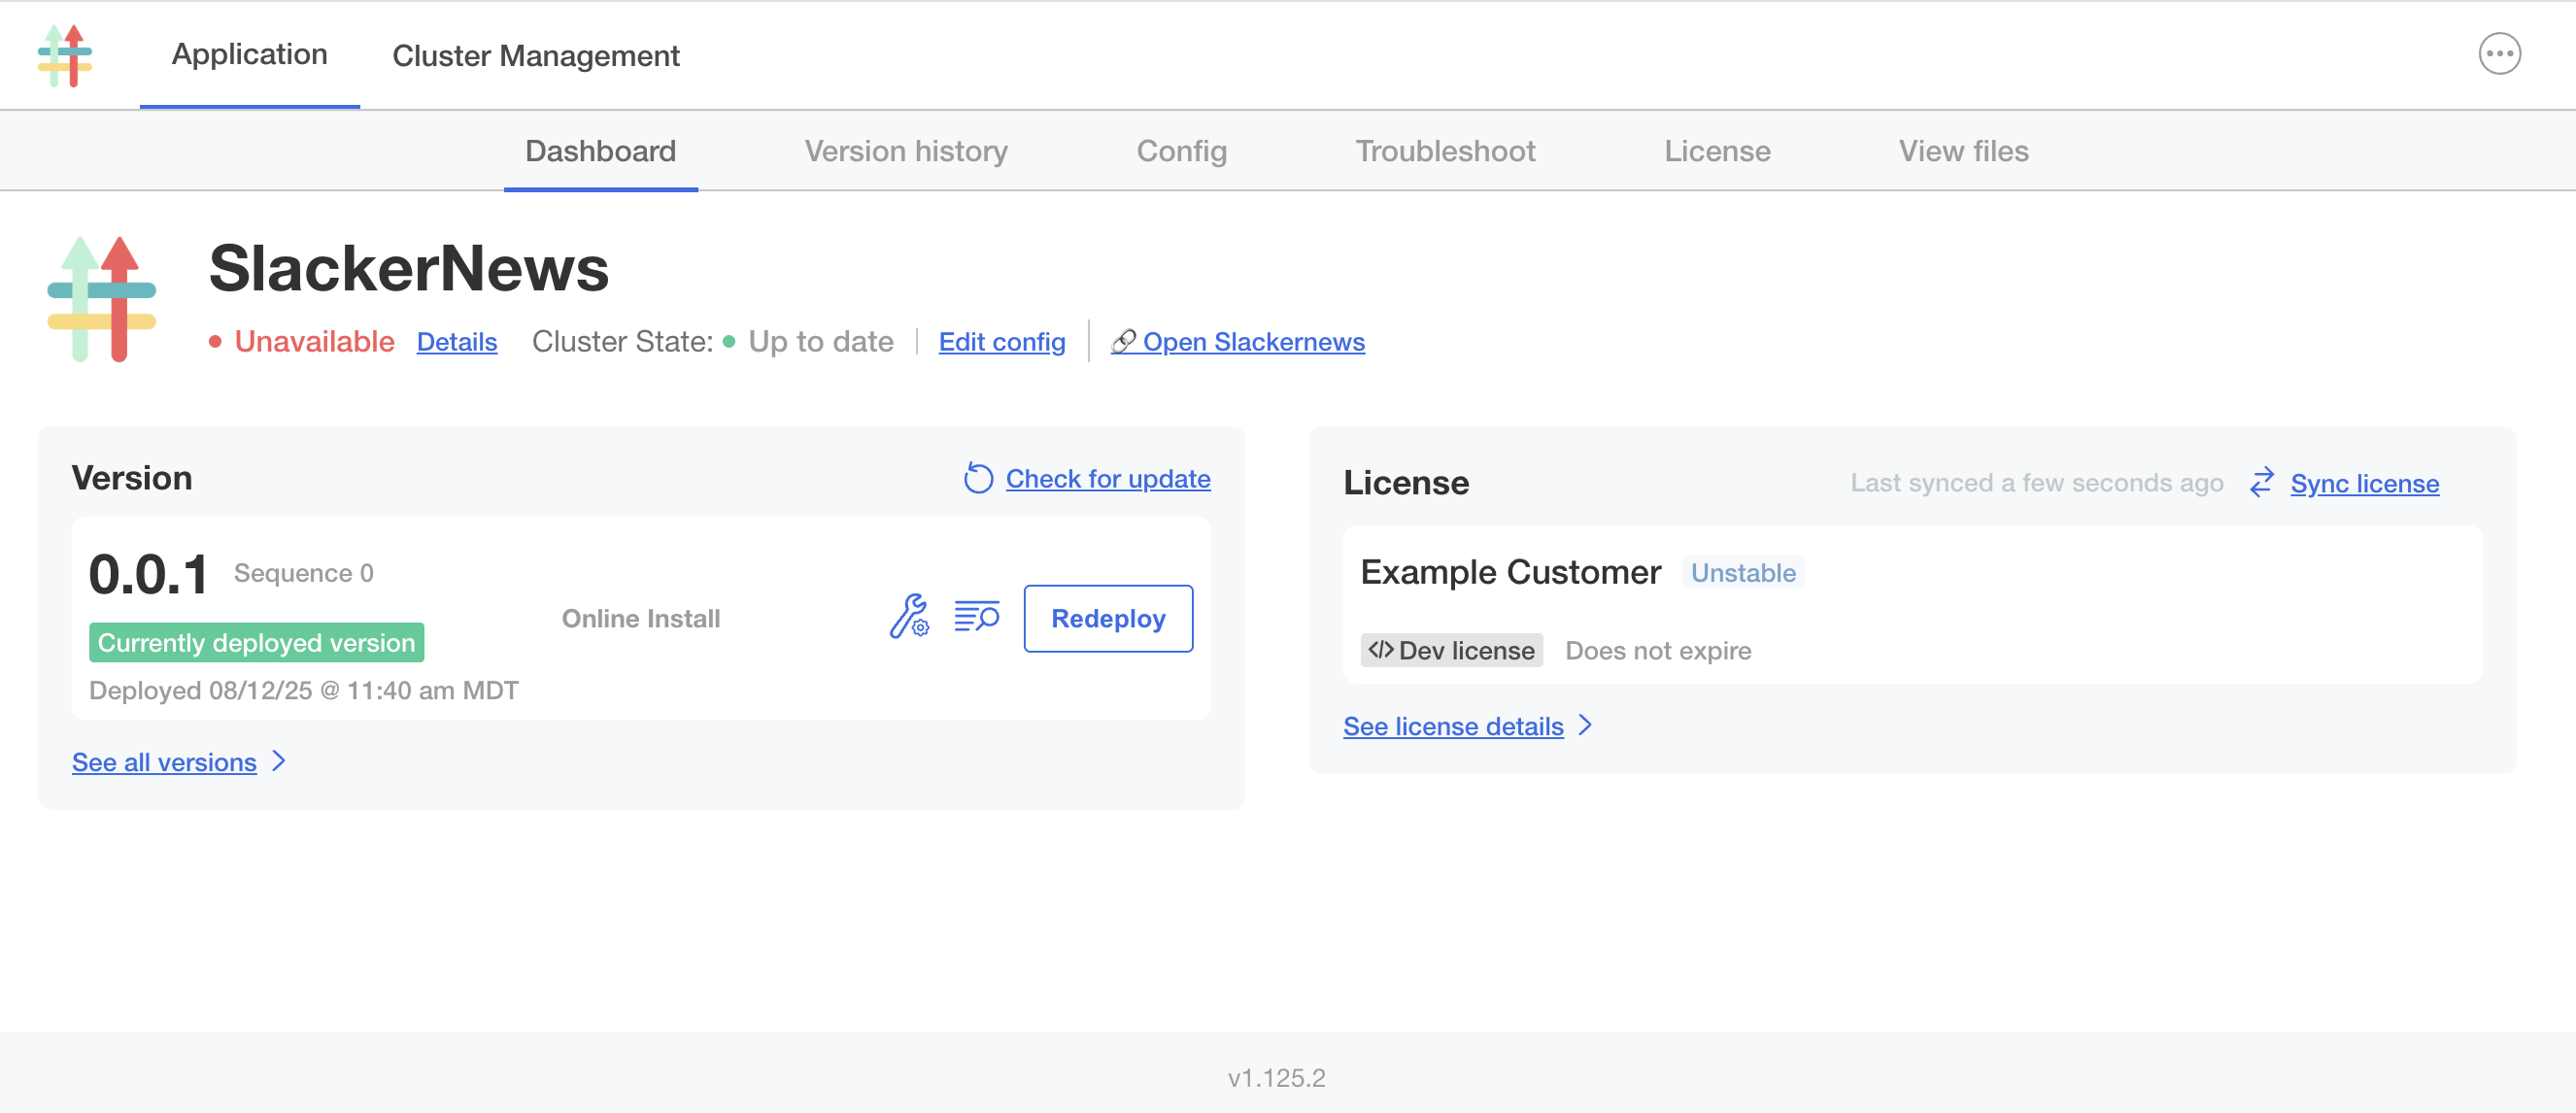 Application Cluster Management
Dashboard Version history Config Troubleshoot License View files
SlackerNews
Unavailable Details Cluster State: Up to date Edit config Open Slackernews
Version Check for update
0.0.1 Sequence 0
Currently deployed version
Deployed 08/12/25 @ 11:40 am MDT
Online Install
Redeploy
See all versions
License Last synced a few seconds ago Sync license
Example Customer Unstable
Dev license Does not expire
See license details
v1.125.2